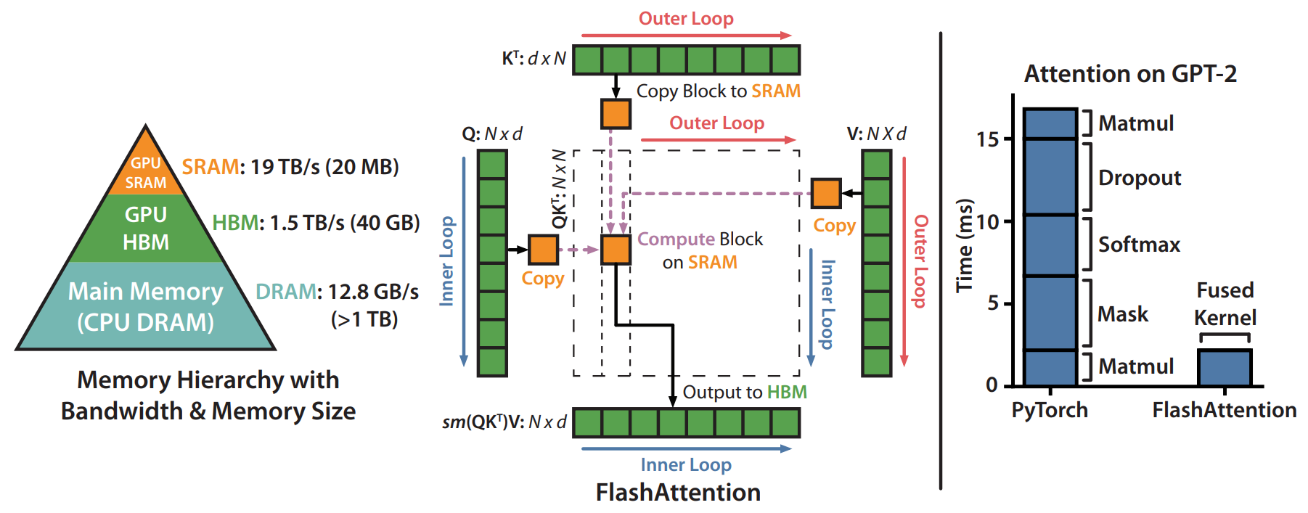 GPU
SRAM
SRAM: 19 TB/s (20 MB)
GPU
HBM
HBM: 1.5 TB/s (40 GB)
Main Memory
(CPU DRAM)
DRAM: 12.8 GB/s
(>1 TB)
Memory Hierarchy with
Bandwidth & Memory Size
Outer Loop
Kᵀ: d x N
Copy Block to SRAM
Outer Loop
Q: N x d
QKᵀ: N x N
V: N X d
Inner Loop
Copy
Compute Block
on SRAM
Copy
Inner Loop
Outer Loop
Output to HBM
sm(QKᵀ)V: N x d
Inner Loop
FlashAttention
Attention on GPT-2
Time (ms)
15
10
5
0
Matmul
Dropout
Softmax
Mask
Matmul
Fused
Kernel
PyTorch
FlashAttention